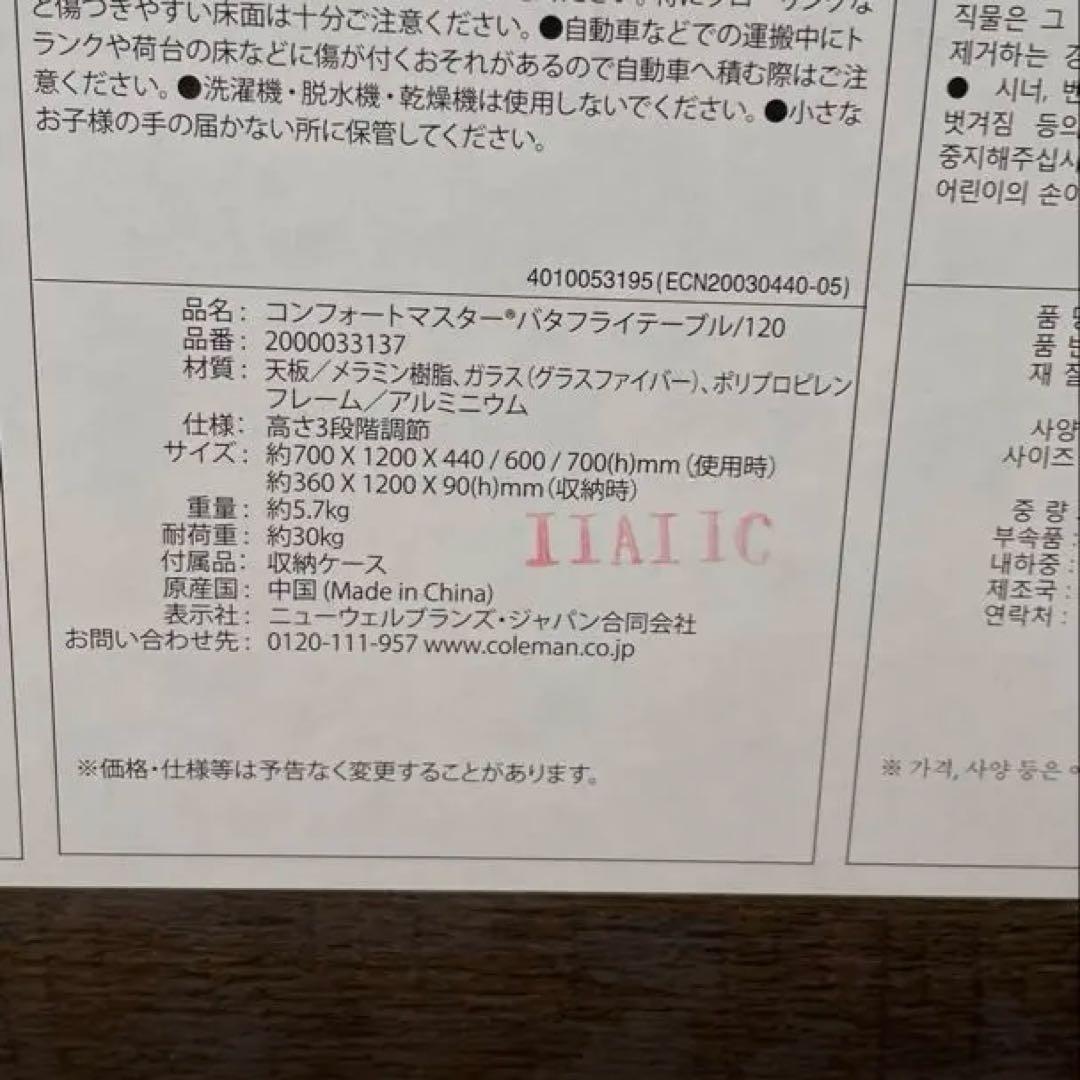 と傷つきやすい床面は十分ご注意ください。●自動車などでの運搬中にト
ランクや荷台の床などに傷が付くおそれがあるので自動車へ積む際はご注
意ください。●洗濯機・脱水機・乾燥機は使用しないでください。●小さな
お子様の手の届かない所に保管してください。
4010053195(ECN20030440-05)
品名： コンフォートマスター®バタフライテーブル/120
品番： 2000033137
材質： 天板／メラミン樹脂、ガラス（グラスファイバー）、ポリプロピレン
フレーム／アルミニウム
仕様： 高さ3段階調節
サイズ： 約700 X 1200 X 440 / 600 / 700(h)mm（使用時）
約360 X 1200 X 90(h)mm（収納時）
重量： 約5.7kg
耐荷重： 約30kg
付属品： 収納ケース
原産国： 中国 (Made in China)
表示社： ニューウェルブランズ・ジャパン合同会社
お問い合わせ先： 0120-111-957 www.coleman.co.jp
IIAIIC
※価格・仕様等は予告なく変更することがあります。
직물은 그
제거하는
● 시너,
벗겨짐 등의
중지해주십시
어린이의 손이
품
품
재 질
사양
사이즈
중 량
부속품 :
내하중 :
제조국 :
연락처 :
※ 가격, 사양 등은